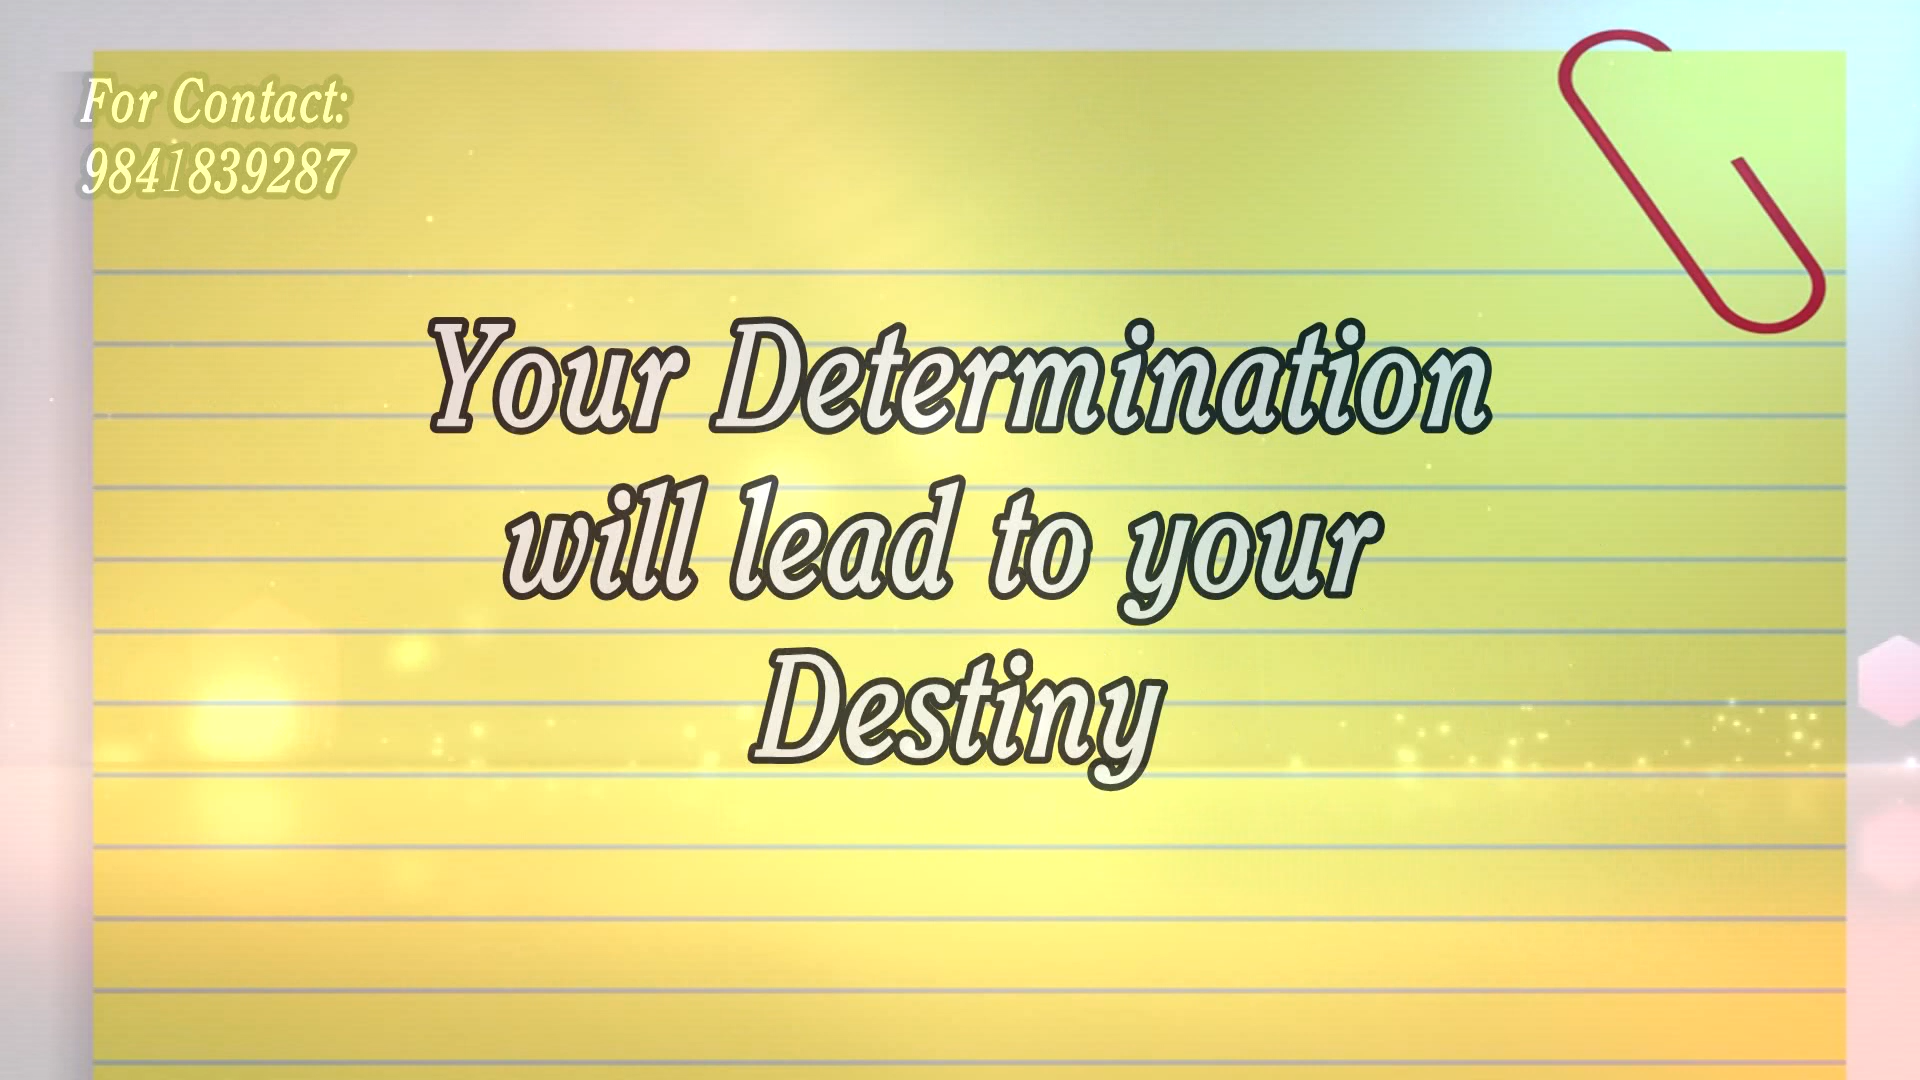 For Contact:
9841839287
Your Determination
will lead to your
Destiny